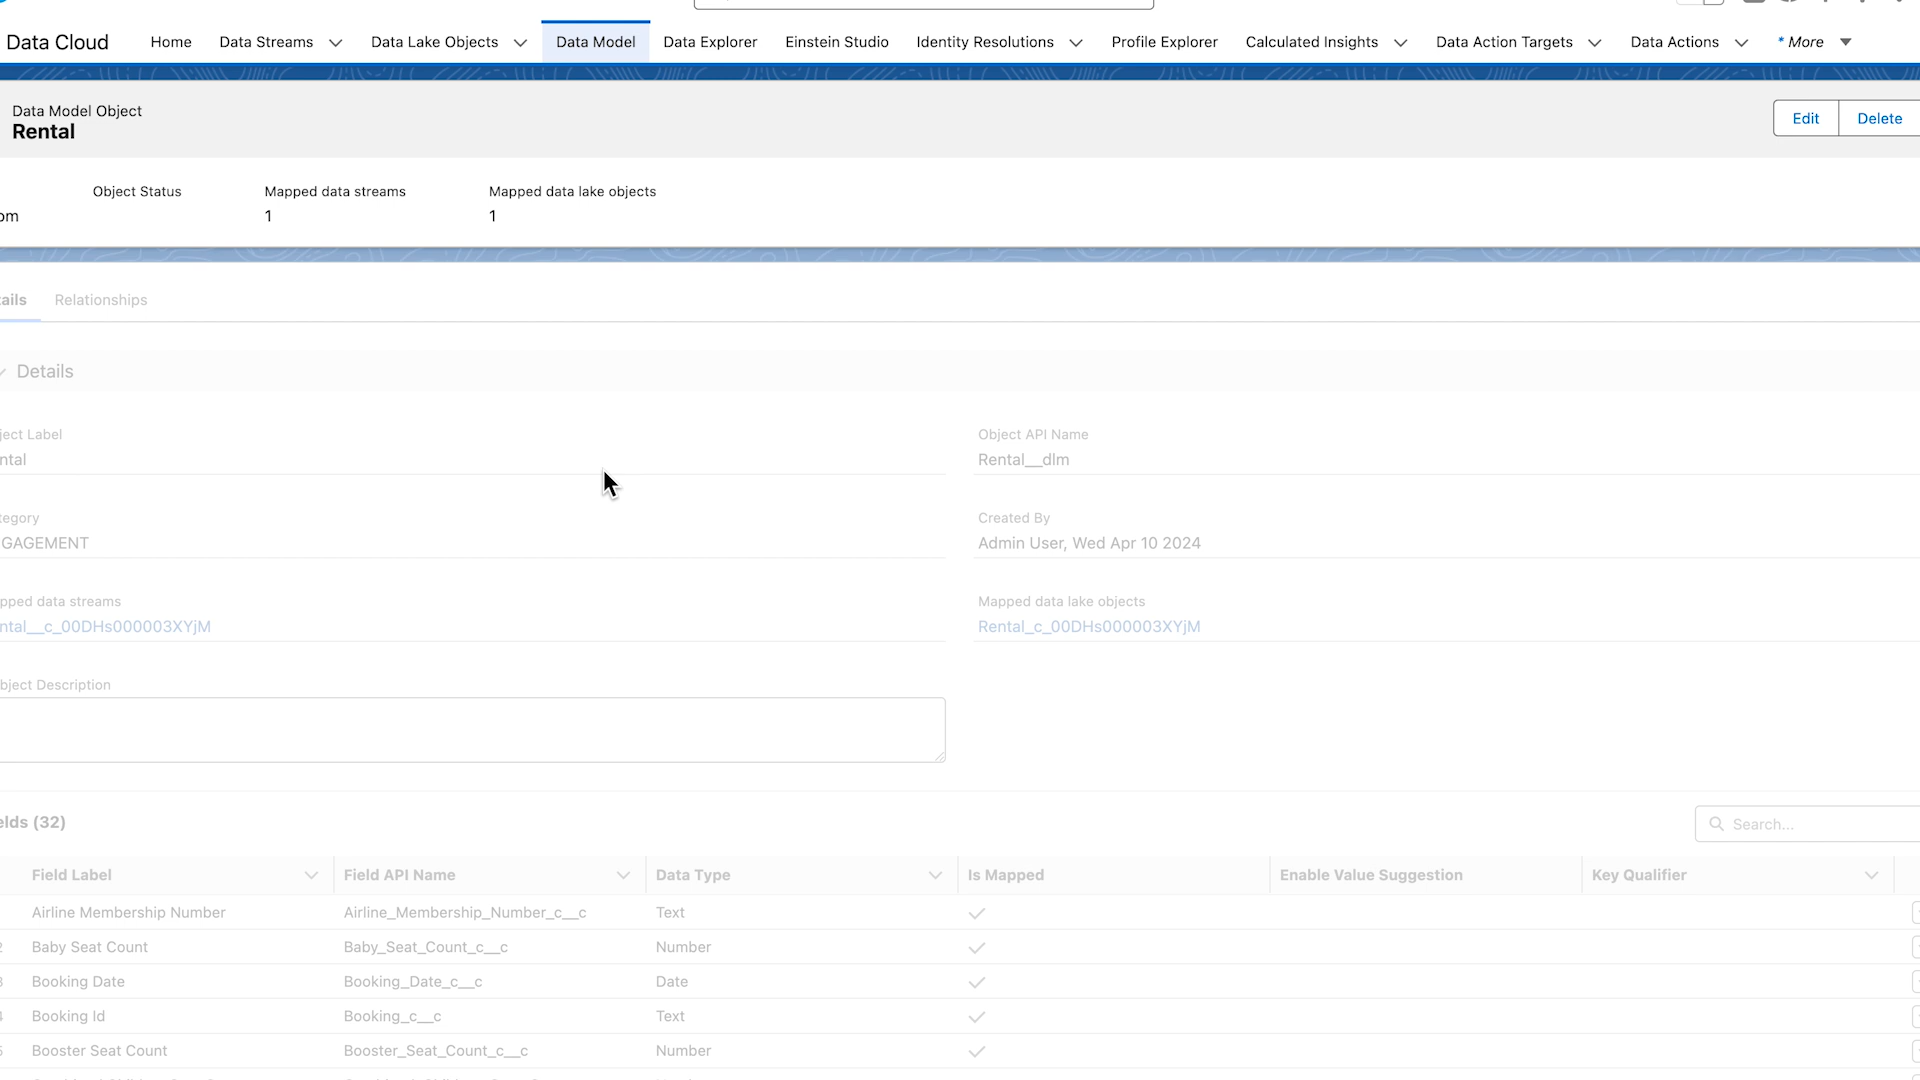 Data Cloud Home Data Streams Data Lake Objects Data Model Data Explorer Einstein Studio Identity Resolutions Profile Explorer Calculated Insights Data Action Targets Data Actions * More
Data Model Object
Rental
Edit Delete
Object Status Mapped data streams Mapped data lake objects
om 1 1
ails Relationships
Details
ject Label Object API Name
ntal Rental__dlm
tegory Created By
GAGEMENT Admin User, Wed Apr 10 2024
pped data streams Mapped data lake objects
ntal__c_00DHs000003XYjM Rental_c_00DHs000003XYjM
bject Description
elds (32) Search...
Field Label Field API Name Data Type Is Mapped Enable Value Suggestion Key Qualifier
Airline Membership Number Airline_Membership_Number_c__c Text
2 Baby Seat Count Baby_Seat_Count_c__c Number
3 Booking Date Booking_Date_c__c Date
4 Booking Id Booking_c__c Text
5 Booster Seat Count Booster_Seat_Count_c__c Number